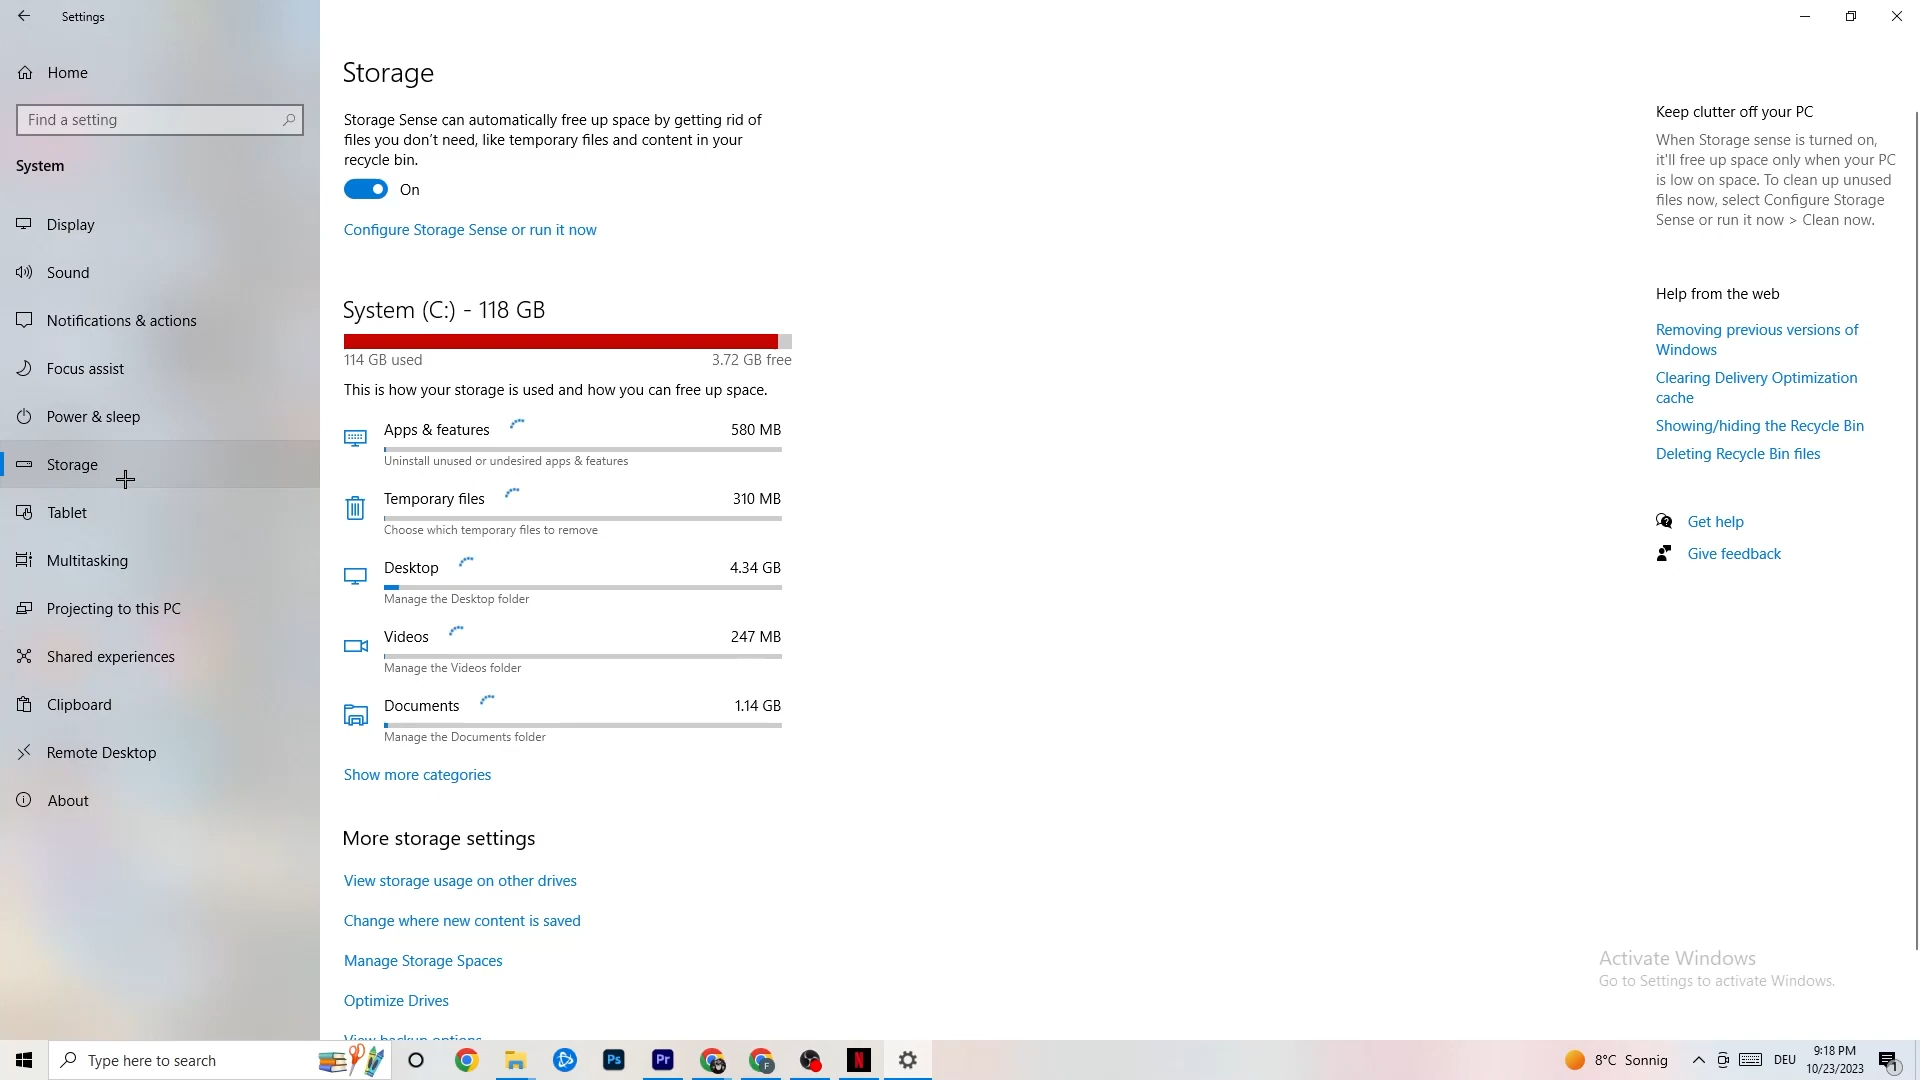 Settings
Home
Find a setting
System
Display
Sound
Notifications & actions
Focus assist
Power & sleep
Storage
Tablet
Multitasking
Projecting to this PC
Shared experiences
Clipboard
Remote Desktop
About
Storage
Storage Sense can automatically free up space by getting rid of
files you don't need, like temporary files and content in your
recycle bin.
On
Configure Storage Sense or run it now
System (C:) - 118 GB
114 GB used
3.72 GB free
This is how your storage is used and how you can free up space.
Apps & features
580 MB
Uninstall unused or undesired apps & features
Temporary files
310 MB
Choose which temporary files to remove
Desktop
4.34 GB
Manage the Desktop folder
Videos
247 MB
Manage the Videos folder
Documents
1.14 GB
Manage the Documents folder
Show more categories
More storage settings
View storage usage on other drives
Change where new content is saved
Manage Storage Spaces
Optimize Drives
View backup options
Keep clutter off your PC
When Storage sense is turned on,
it'll free up space only when your PC
is low on space. To clean up unused
files now, select Configure Storage
Sense or run it now > Clean now.
Help from the web
Removing previous versions of
Windows
Clearing Delivery Optimization
cache
Showing/hiding the Recycle Bin
Deleting Recycle Bin files
Get help
Give feedback
Activate Windows
Go to Settings to activate Windows.
Type here to search
Ps
Pr
F
N
8°C Sonnig
DEU
9:18 PM
10/23/2023
1